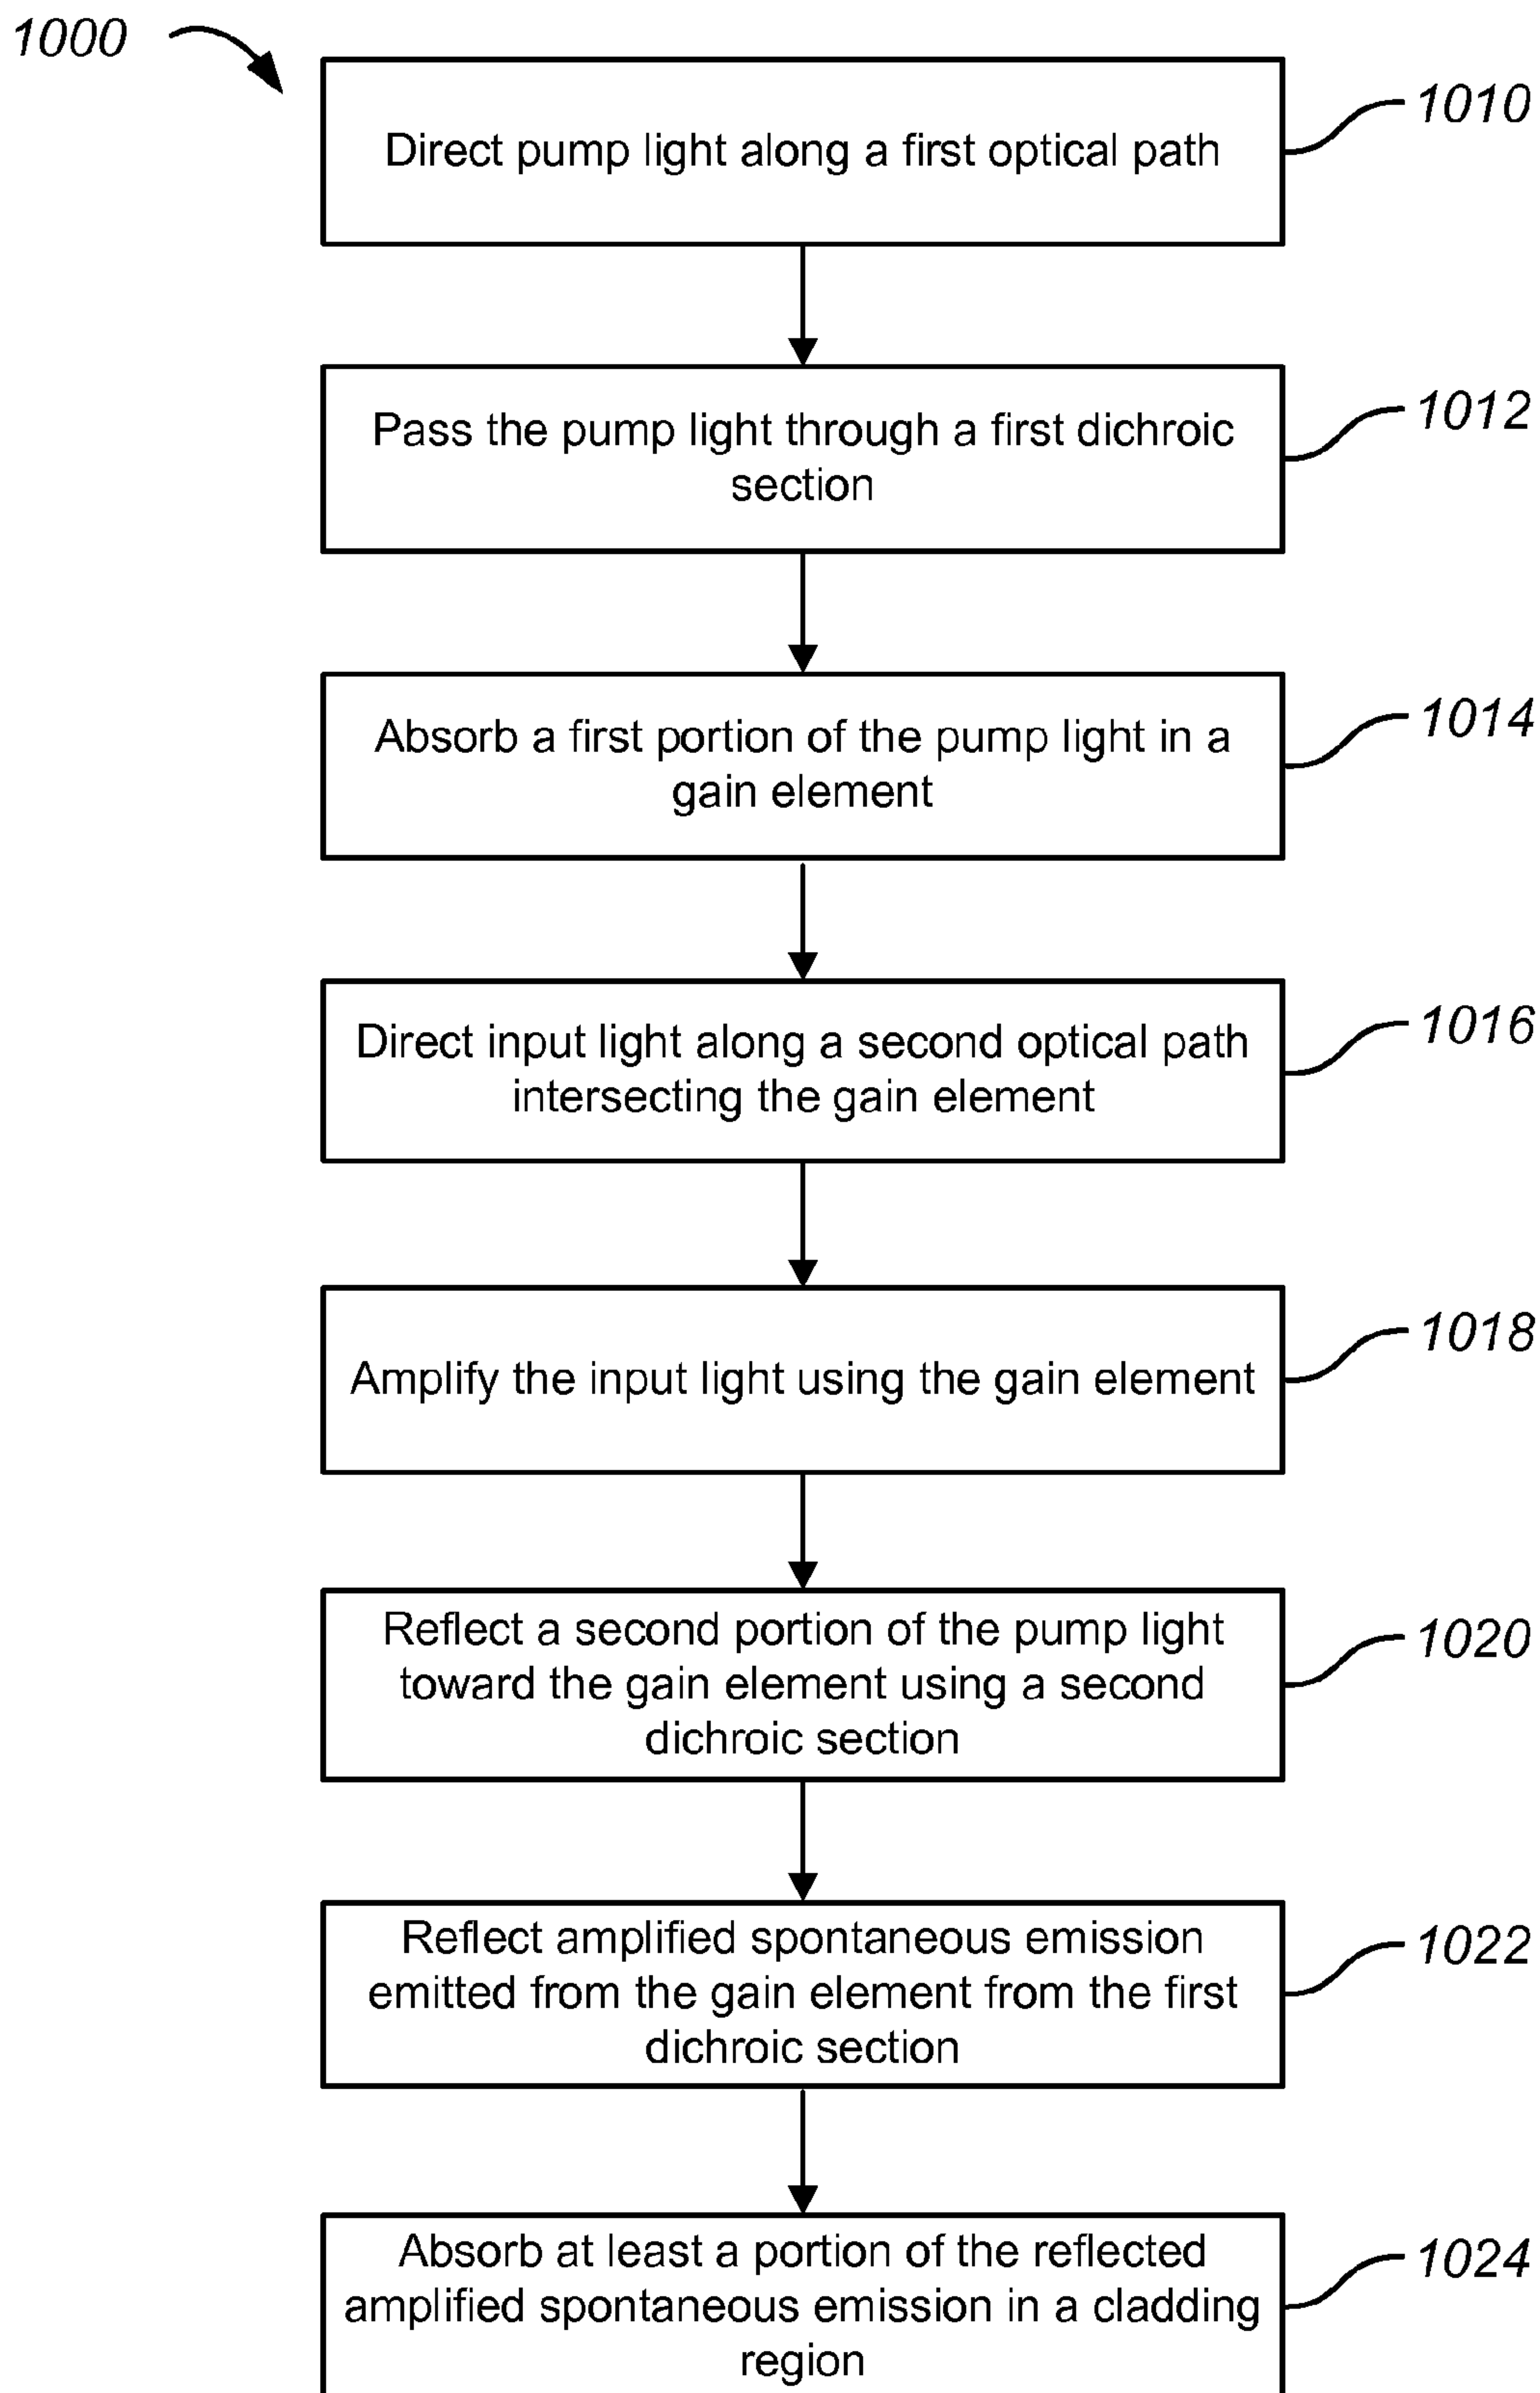 1000
1010
Direct pump light along a first optical path
1012
Pass the pump light through a first dichroic
section
1014
Absorb a first portion of the pump light in a
gain element
1016
Direct input light along a second optical path
intersecting the gain element
1018
Amplify the input light using the gain element
1020
Reflect a second portion of the pump light
toward the gain element using a second
dichroic section
1022
Reflect amplified spontaneous emission
emitted from the gain element from the first
dichroic section
1024
Absorb at least a portion of the reflected
amplified spontaneous emission in a cladding
region